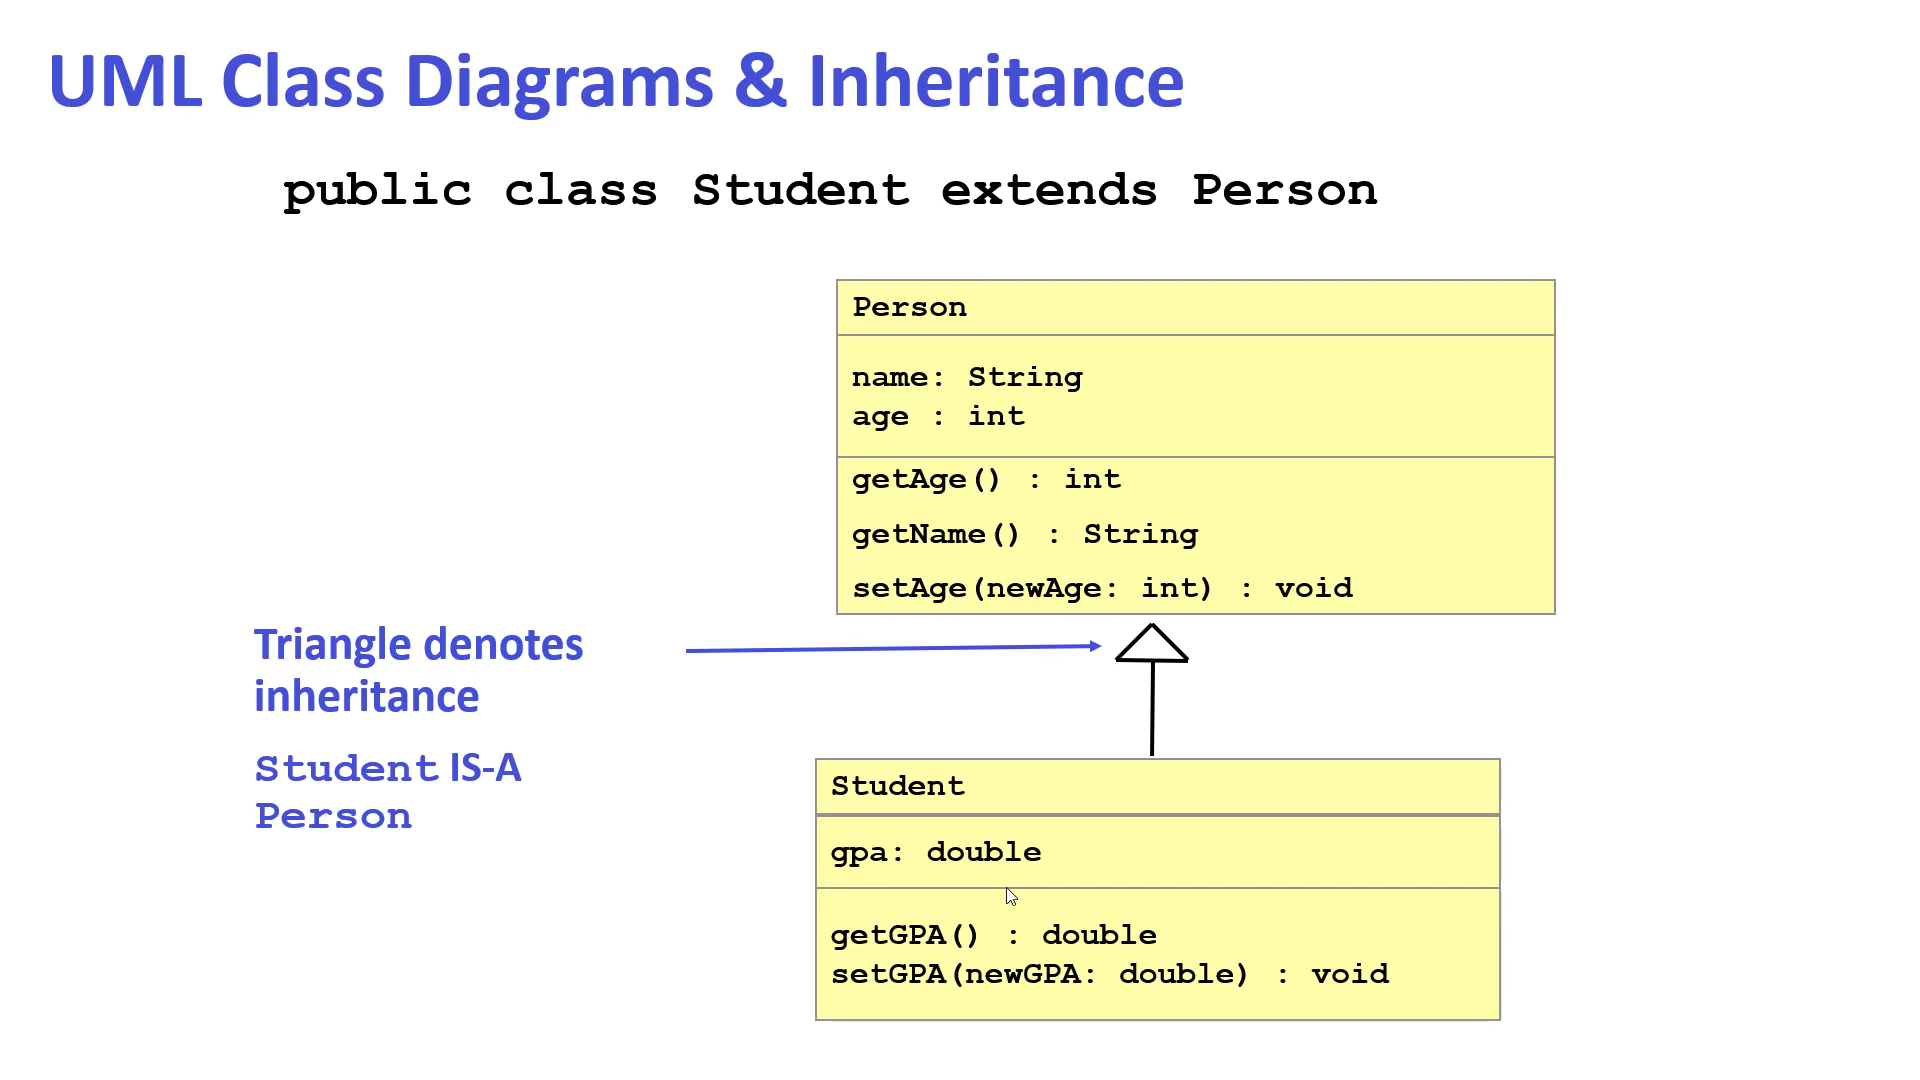 UML Class Diagrams & Inheritance
public class Student extends Person
Person
name: String
age : int
getAge() : int
getName() : String
setAge(newAge: int) : void
Triangle denotes
inheritance
Student IS-A
Person
Student
gpa: double
getGPA() : double
setGPA(newGPA: double) : void